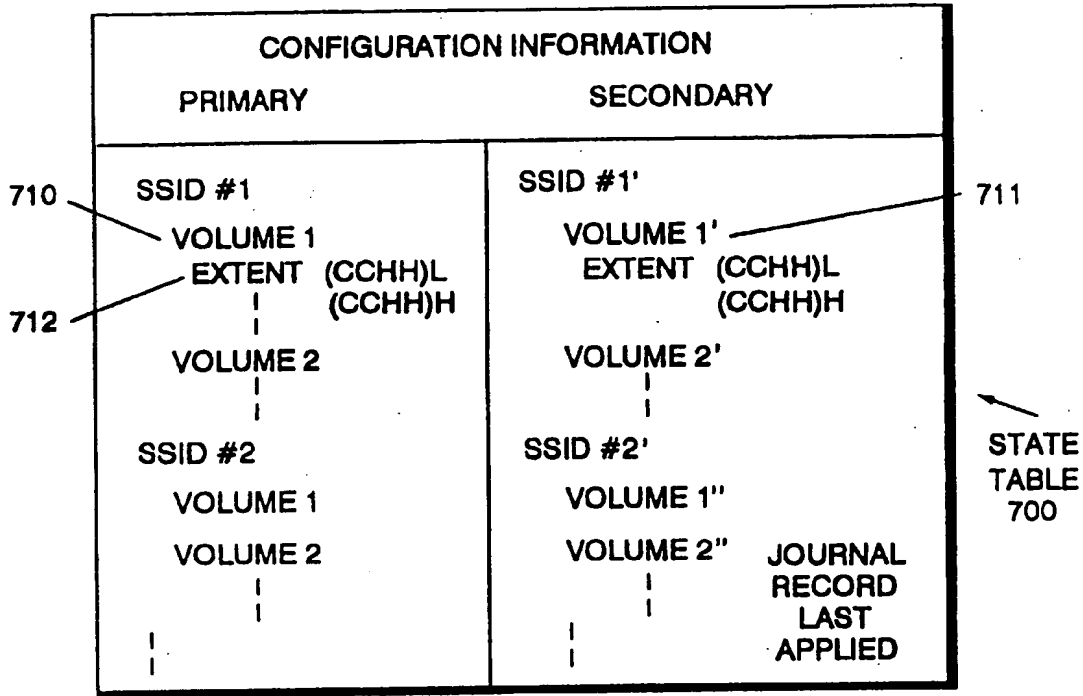 CONFIGURATION INFORMATION
PRIMARY
SECONDARY
710
SSID #1
VOLUME 1
712
EXTENT (CCHH)L
(CCHH)H
VOLUME 2
SSID #2
VOLUME 1
VOLUME 2
SSID #1'
VOLUME 1'
711
EXTENT (CCHH)L
(CCHH)H
VOLUME 2'
SSID #2'
VOLUME 1"
VOLUME 2"
JOURNAL
RECORD
LAST
APPLIED
STATE
TABLE
700